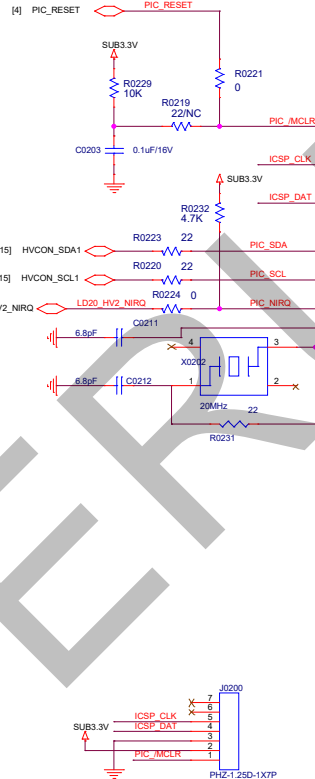 [4] PIC_RESET PIC_RESET
SUB3.3V
R0229
10K
R0221
0
R0219
22/NC
PIC_/MCLR
C0203 0.1uF/16V
ICSP_CLK
SUB3.3V
ICSP_DAT
R0232
4.7K
R0223 22
15] HVCON_SDA1 PIC_SDA
R0220 22
15] HVCON_SCL1 PIC_SCL
R0224 0
V2_NIRQ LD20_HV2_NIRQ PIC_NIRQ
6.8pF C0211
4 3
X0202
6.8pF C0212 1 2
20MHz 22
R0231
J0200
7
6
ICSP_CLK 5
ICSP_DAT 4
SUB3.3V 3
2
PIC_/MCLR 1
PHZ-1.25D-1X7P